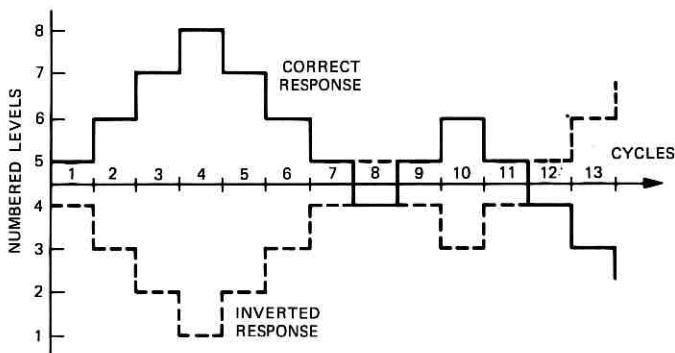 8
CORRECT
RESPONSE
7
6
CYCLES
5
1 2 3 4 5 6 7 8 9 10 11 12 13
NUMBERED LEVELS
4
3
2
INVERTED
RESPONSE
1